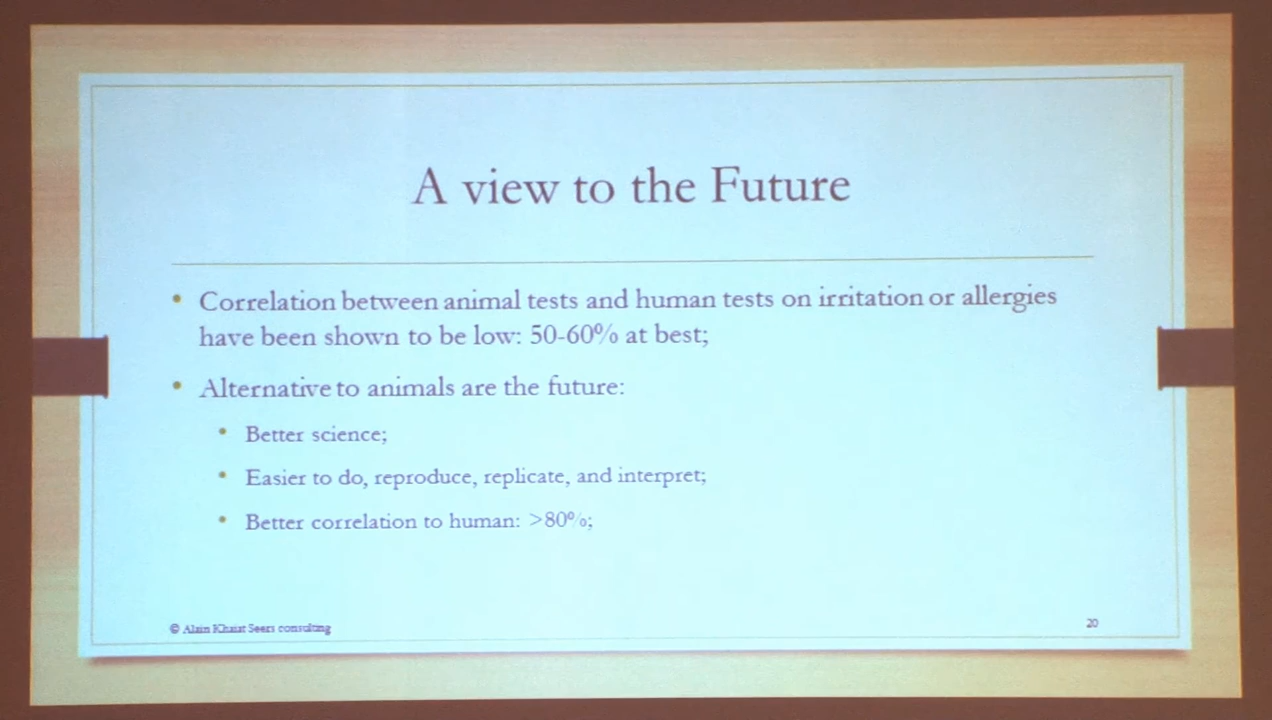 A view to the Future
• Correlation between animal tests and human tests on irritation or allergies
have been shown to be low: 50-60% at best;
• Alternative to animals are the future:
• Better science;
• Easier to do, reproduce, replicate, and interpret;
• Better correlation to human: >80%;
© Alain Khaiat Seers consulting
20